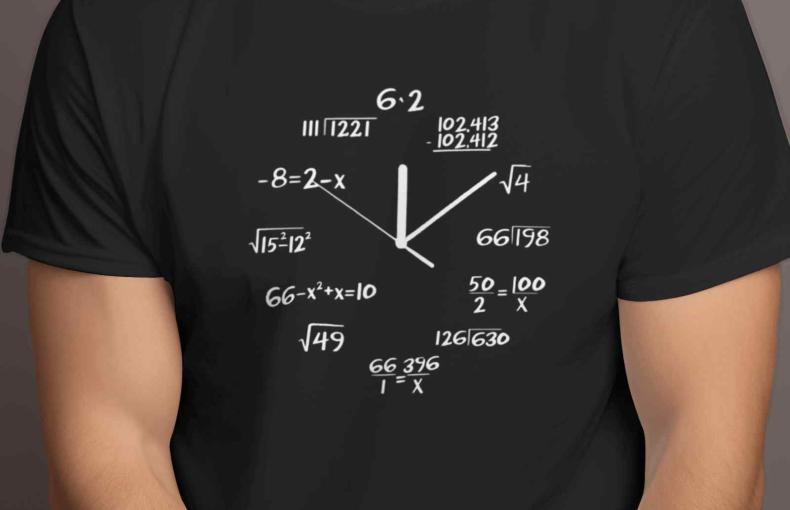 6·2
111⟌1221
102,413
- 102,412
-8=2-x
√4
√15²-12²
66⟌198
66-x²+x=10
50/2 = 100/x
√49
126⟌630
66/1 = 396/x